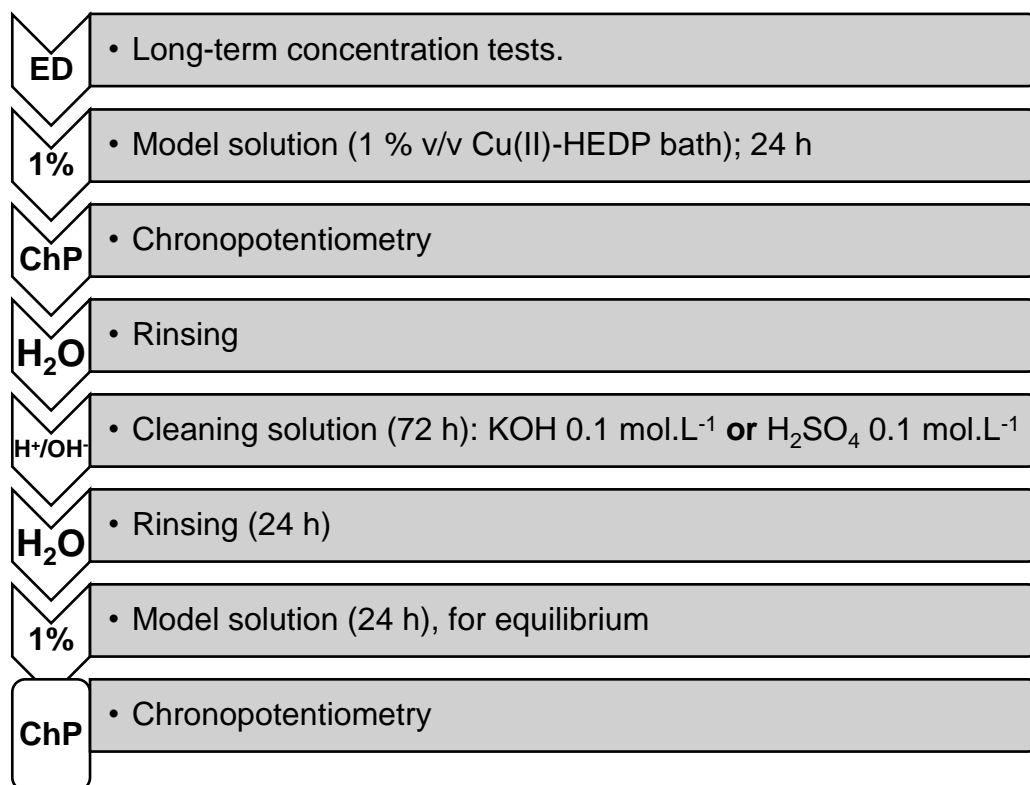 ED
• Long-term concentration tests.
1%
• Model solution (1 % v/v Cu(II)-HEDP bath); 24 h
ChP
• Chronopotentiometry
H₂O
• Rinsing
H⁺/OH⁻
• Cleaning solution (72 h): KOH 0.1 mol.L⁻¹ or H₂SO₄ 0.1 mol.L⁻¹
H₂O
• Rinsing (24 h)
1%
• Model solution (24 h), for equilibrium
ChP
• Chronopotentiometry